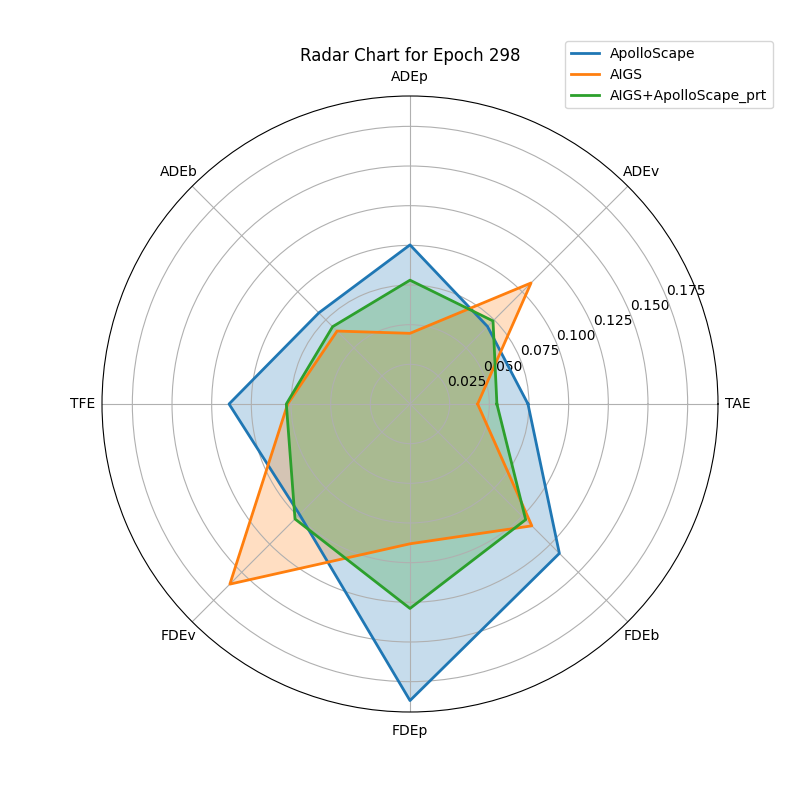 Radar Chart for Epoch 298
ApolloScape
AIGS
AIGS+ApolloScape_prt
ADEp
ADEb
ADEv
0.175
0.150
0.125
0.100
0.075
0.050
0.025
TFE
TAE
FDEv
FDEb
FDEp